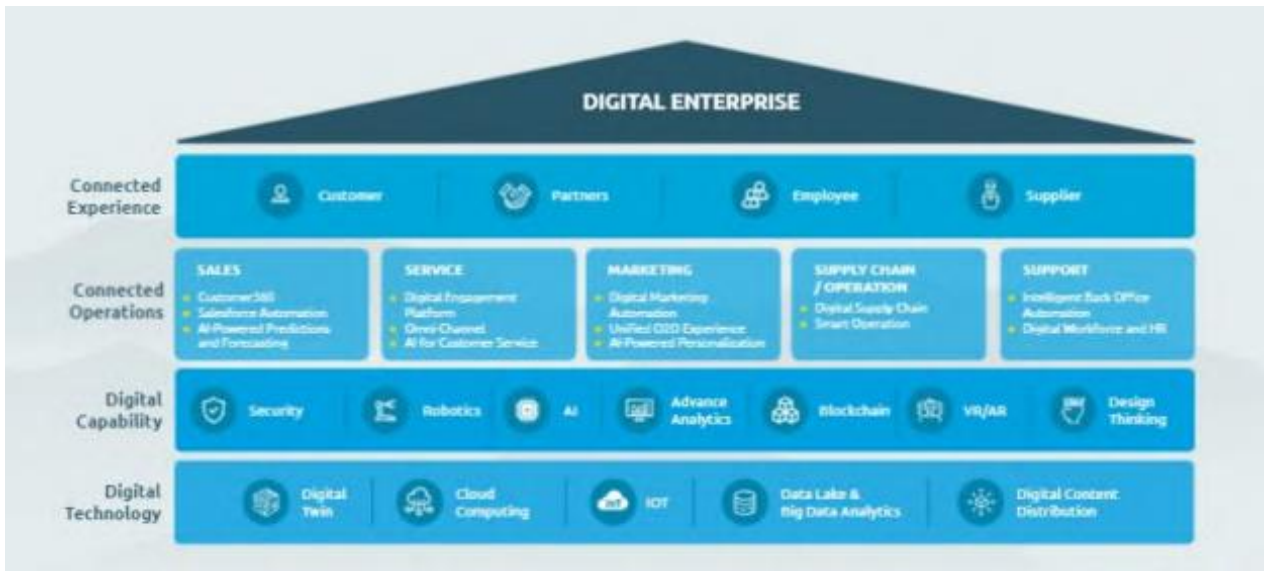 DIGITAL ENTERPRISE
Connected
Experience
Customer
Partners
Employee
Supplier
Connected
Operations
SALES
Customer360
Salesforce Automation
AI-Powered Predictions
and Forecasting
SERVICE
Digital Engagement
Platform
Omni-Channel
AI for Customer Service
MARKETING
Digital Marketing
Automation
Unified O2O Experience
AI-Powered Personalization
SUPPLY CHAIN
/ OPERATION
Digital Supply Chain
Smart Operation
SUPPORT
Intelligent Back Office
Automation
Digital Workforce and HR
Digital
Capability
Security
Robotics
AI
Advance
Analytics
Blockchain
VR/AR
Design
Thinking
Digital
Technology
Digital
Twin
Cloud
Computing
IOT
Data Lake &
Big Data Analytics
Digital Content
Distribution